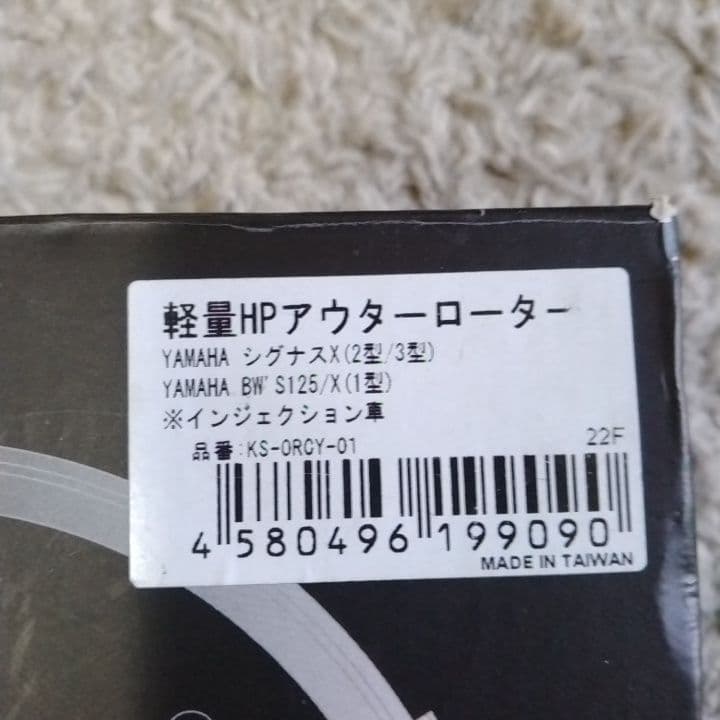 軽量HPアウターローター
YAMAHA シグナスX(2型/3型)
YAMAHA BW'S125/X(1型)
※インジェクション車
品番:KS-ORCY-01
22F
4 580496 199090
MADE IN TAIWAN